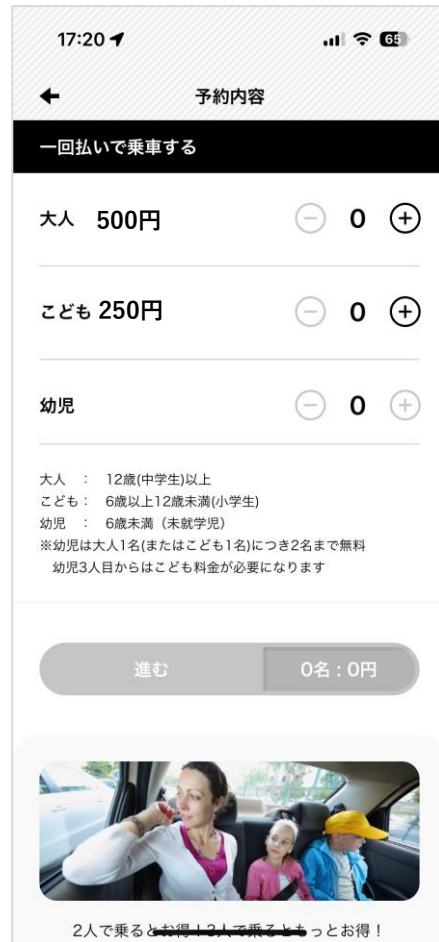 17:20
65
予約内容
一回払いで乗車する
大人 500円
0
こども 250円
0
幼児
0
大人 : 12歳(中学生)以上
こども: 6歳以上12歳未満(小学生)
幼児 : 6歳未満（未就学児）
※幼児は大人1名(またはこども1名)につき2名まで無料
幼児3人目からはこども料金が必要になります
進む 0名:0円
2人で乗るとお得！3人で乗るともっとお得！